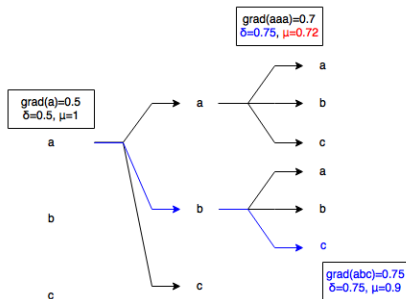 grad(aaa)=0.7
δ=0.75, μ=0.72
a
grad(a)=0.5
δ=0.5, μ=1
a
b
c
a
a
b
b
b
c
c
c
grad(abc)=0.75
δ=0.75, μ=0.9